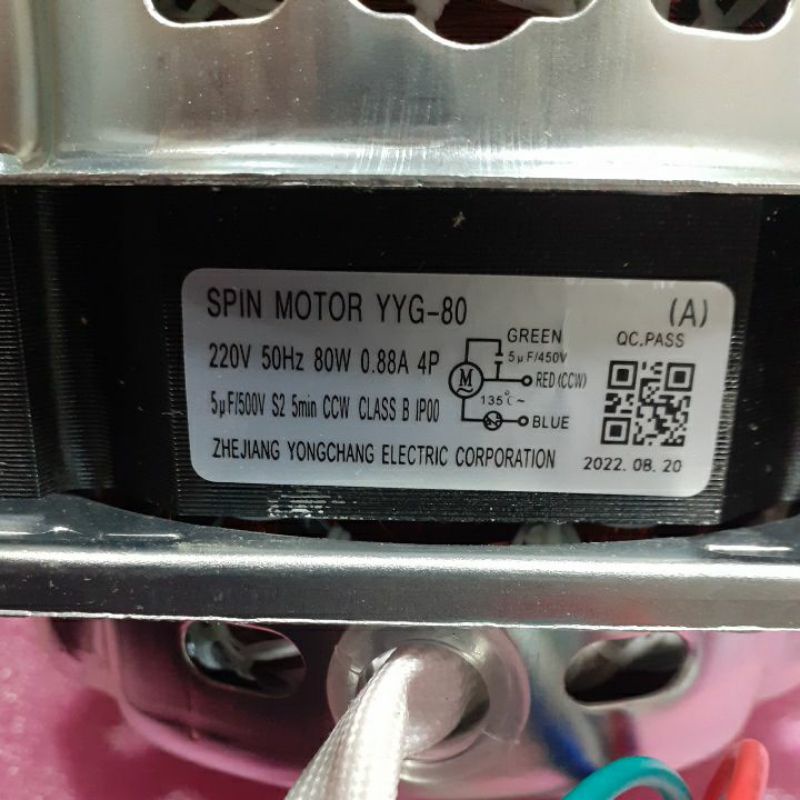 SPIN MOTOR YYG-80 (A)
220V 50Hz 80W 0.88A 4P
5μF/500V S2 5min CCW CLASS B IP00
ZHEJIANG YONGCHANG ELECTRIC CORPORATION
GREEN
5μF/450V
M
RED (CCW)
135℃~
BLUE
QC.PASS
2022.08.20